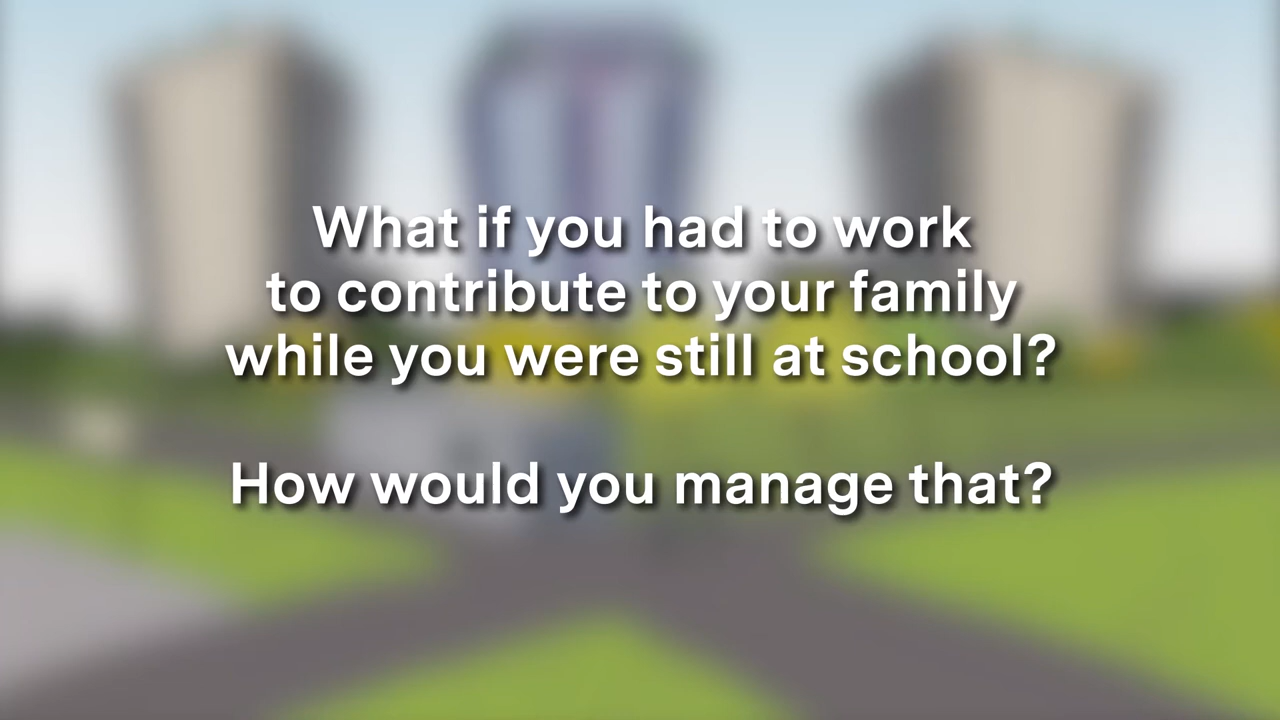 What if you had to work
to contribute to your family
while you were still at school?
How would you manage that?